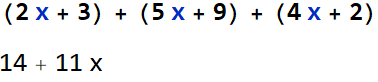 (2 x + 3) + (5 x + 9) + (4 x + 2)
14 + 11 x